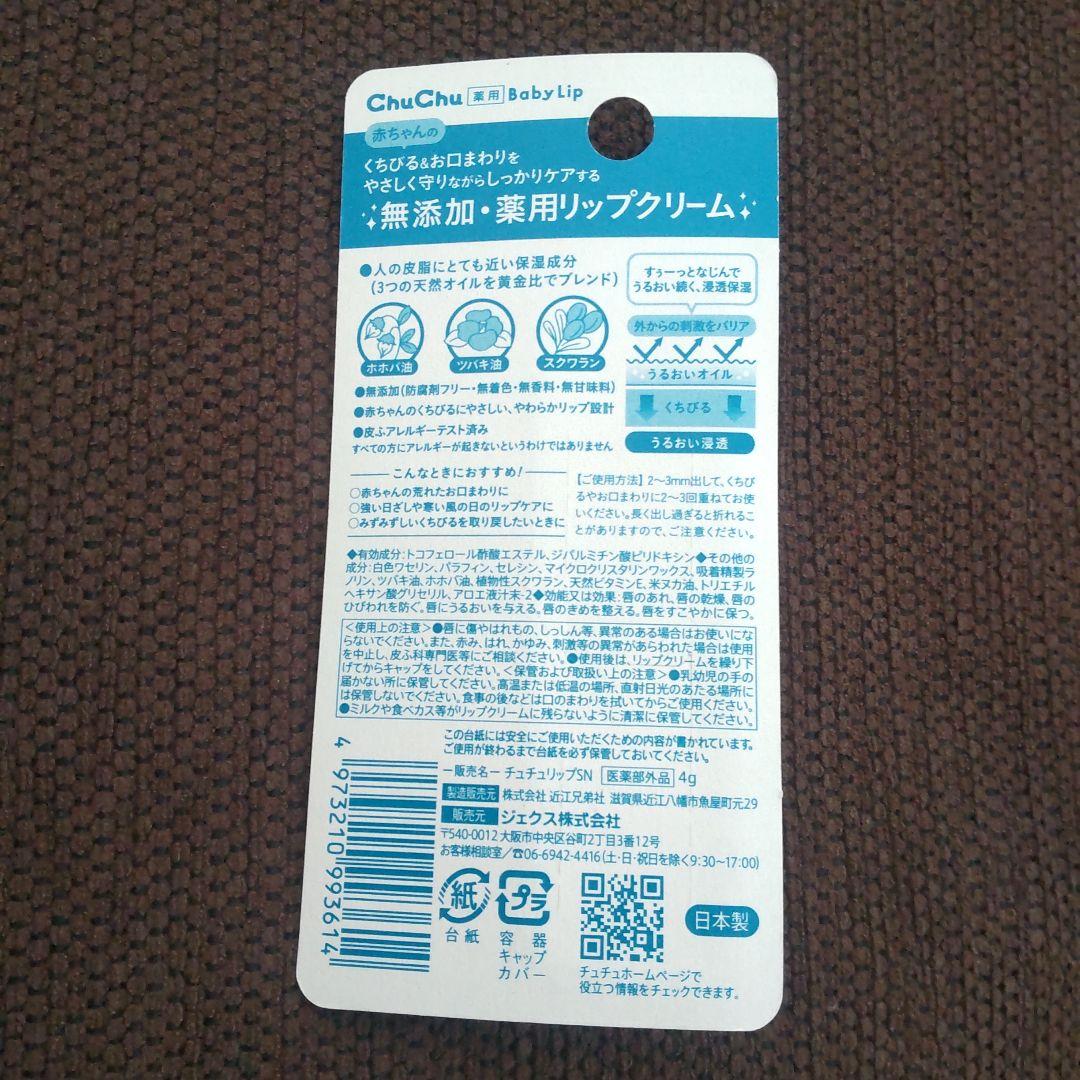 ChuChu 薬用 Baby Lip
赤ちゃんの
くちびる&お口まわりを
やさしく守りながらしっかりケアする
無添加・薬用リップクリーム
●人の皮脂にとても近い保湿成分
(3つの天然オイルを黄金比でブレンド)
ホホバ油 ツバキ油 スクワラン
●無添加(防腐剤フリー・無着色・無香料・無甘味料)
●赤ちゃんのくちびるにやさしい、やわらかリップ設計
●皮ふアレルギーテスト済み
すべての方にアレルギーが起きないというわけではありません
すぅーっとなじんで
うるおい続く、浸透保湿
外からの刺激をバリア
うるおいオイル
くちびる
うるおい浸透
こんなときにおすすめ!
○赤ちゃんの荒れたお口まわりに
○強い日ざしや寒い風の日のリップケアに
○みずみずしいくちびるを取り戻したいときに
【ご使用方法】2〜3mm出して、くちび
るやお口まわりに2〜3回重ねてお使
いください。長く出し過ぎると折れるこ
とがありますので、ご注意ください。
◆有効成分:トコフェロール酢酸エステル、ジパルミチン酸ピリドキシン◆その他の
成分:白色ワセリン、パラフィン、セレシン、マイクロクリスタリンワックス、吸着精製ラ
ノリン、ツバキ油、ホホバ油、植物性スクワラン、天然ビタミンE、米ヌカ油、トリエチル
ヘキサン酸グリセリル、アロエ液汁末-2◆効能又は効果:唇のあれ、唇の乾燥、唇の
ひびわれを防ぐ。唇にうるおいを与える。唇のきめを整える。唇をすこやかに保つ。
<使用上の注意>●唇に傷やはれもの、しっしん等、異常のある場合はお使いにな
らないでください。また、赤み、はれ、かゆみ、刺激等の異常があらわれた場合は使用
を中止し、皮ふ科専門医等にご相談ください。●使用後は、リップクリームを繰り下
げてからキャップをしてください。<保管および取扱い上の注意>●乳幼児の手の
届かない所に保管してください。高温または低温の場所、直射日光のあたる場所に
は保管しないでください。食事の後などは口のまわりを拭いてからご使用ください。
●ミルクや食べカス等がリップクリームに残らないように清潔に保管してください。
この台紙には安全にご使用いただくための内容が書かれています。
ご使用が終わるまで台紙を必ず保管しておいてください。
ー販売名ー チュチュリップSN 医薬部外品 4g
製造販売元 株式会社 近江兄弟社 滋賀県近江八幡市魚屋町元29
販売元 ジェクス株式会社
〒540-0012 大阪市中央区谷町2丁目3番12号
お客様相談室/☎06-6942-4416(土・日・祝日を除く9:30〜17:00)
4 973210 993614
紙
台紙
プラ
容器
キャップ
カバー
チュチュホームページで
役立つ情報をチェックできます。
日本製